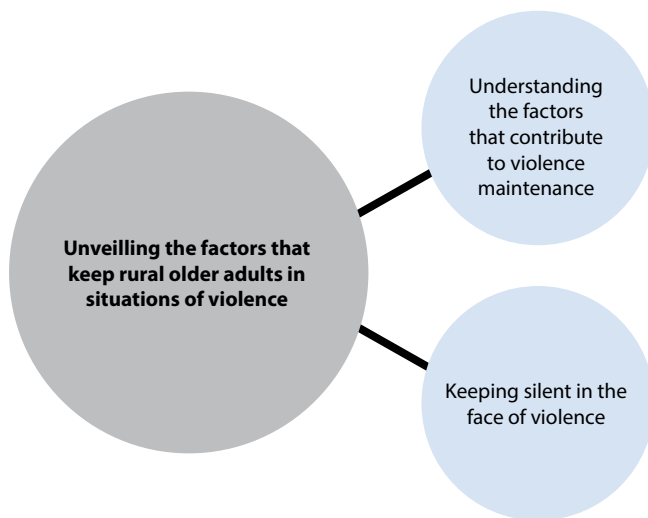 Unveilling the factors that
keep rural older adults in
situations of violence
Understanding
the factors
that contribute
to violence
maintenance
Keeping silent in the
face of violence